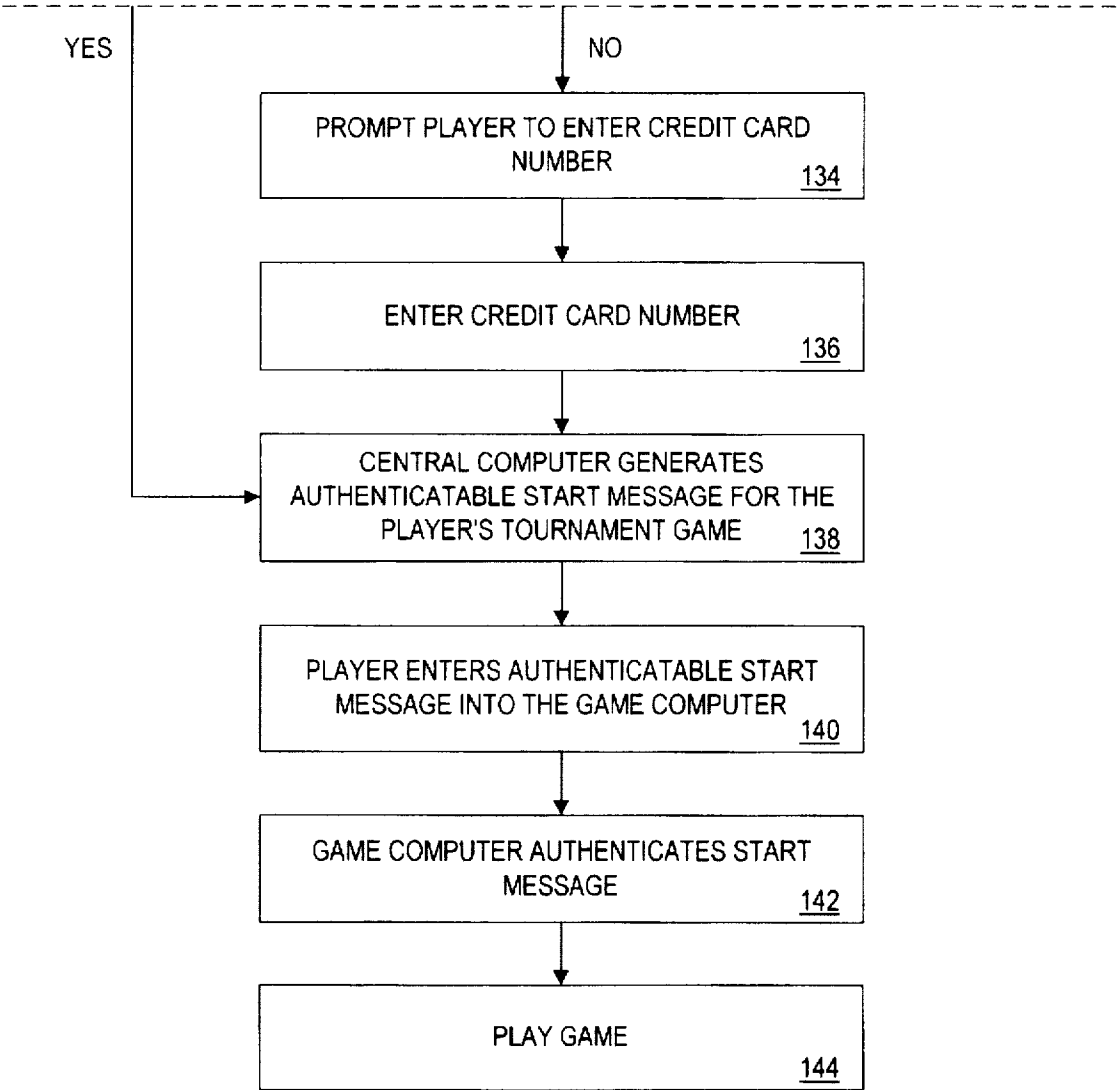 YES
NO
PROMPT PLAYER TO ENTER CREDIT CARD
NUMBER
134
ENTER CREDIT CARD NUMBER
136
CENTRAL COMPUTER GENERATES
AUTHENTICATABLE START MESSAGE FOR THE
PLAYER'S TOURNAMENT GAME
138
PLAYER ENTERS AUTHENTICATABLE START
MESSAGE INTO THE GAME COMPUTER
140
GAME COMPUTER AUTHENTICATES START
MESSAGE
142
PLAY GAME
144